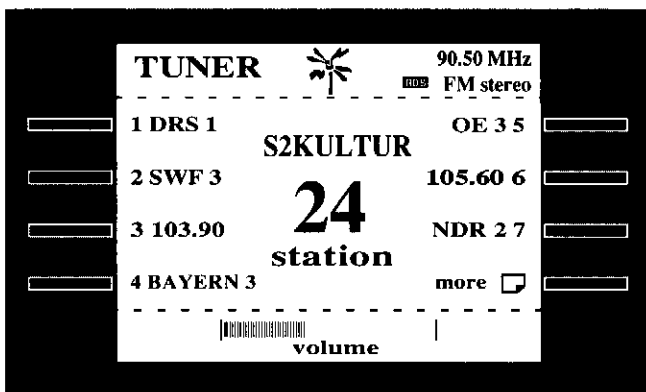 TUNER
90.50 MHz
RDS FM stereo
1 DRS 1
OE 3 5
S2KULTUR
2 SWF 3
105.60 6
24
3 103.90
NDR 2 7
station
4 BAYERN 3
more
volume